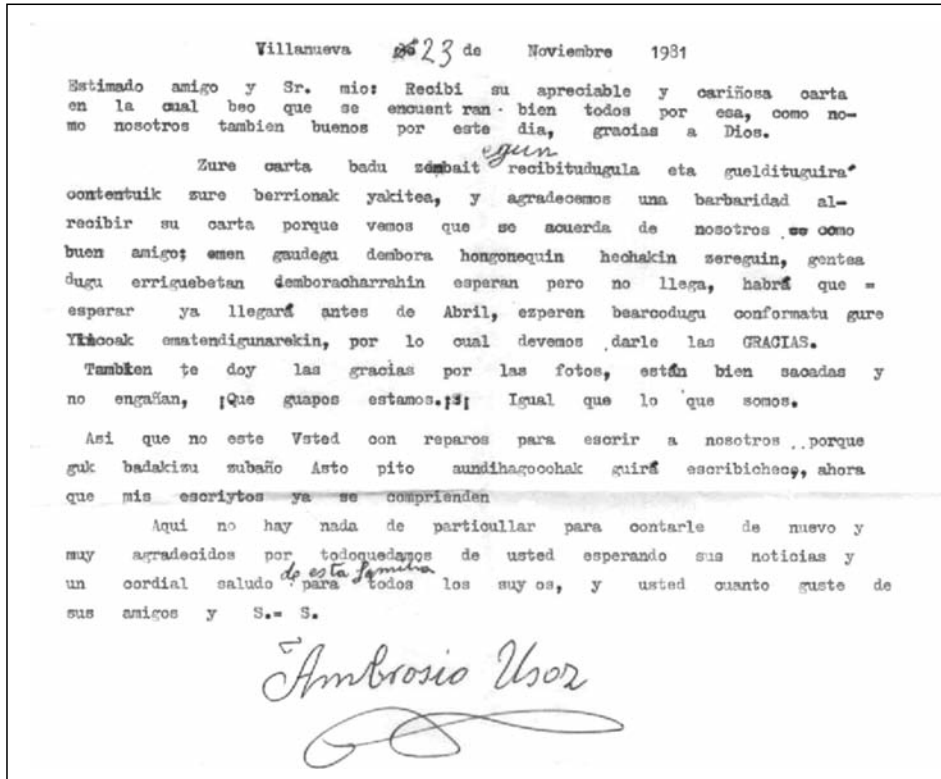 Villanueva 23 de Noviembre 1981
Estimado amigo y Sr. mio: Recibi su apreciable y cariñosa carta
en la cual beo que se encuent ran bien todos por esa, como no-
mo nosotros tambien buenos por este dia, gracias a Dios.
egun
Zure carta badu zembait recibitudugula eta gueldituguira
contentuik zure berrionak yakitea, y agradecemos una barbaridad al-
recibir su carta porque vemos que se acuerda de nosotros como
buen amigo; emen gaudegu dembora hongonequin hechakin zereguin, gentea
dugu erriguebetan demboracharrahin esperan pero no llega, habrá que =
esperar ya llegará antes de Abril, ezperen bearcodugu conformatu gure
ematendigunarekin, por lo cual devemos darle las GRACIAS.
Tambien te doy las gracias por las fotos, están bien sacadas y
no engañan, ¡Que guapos estamos. Igual que lo que somos.
Asi que no este Vsted con reparos para escrir a nosotros porque
guk badakizu zubaño Asto pito aundihagocohak guirá escribicheco, ahora
que mis escriytos ya se comprienden
Aqui no hay nada de particullar para contarle de nuevo y
muy agradecidos por todoquedamos de usted esperando sus noticias y
de esta familia
un cordial saludo para todos los suy os, y usted cuanto guste de
sus amigos y S.= S.
Ambrosio Usoz